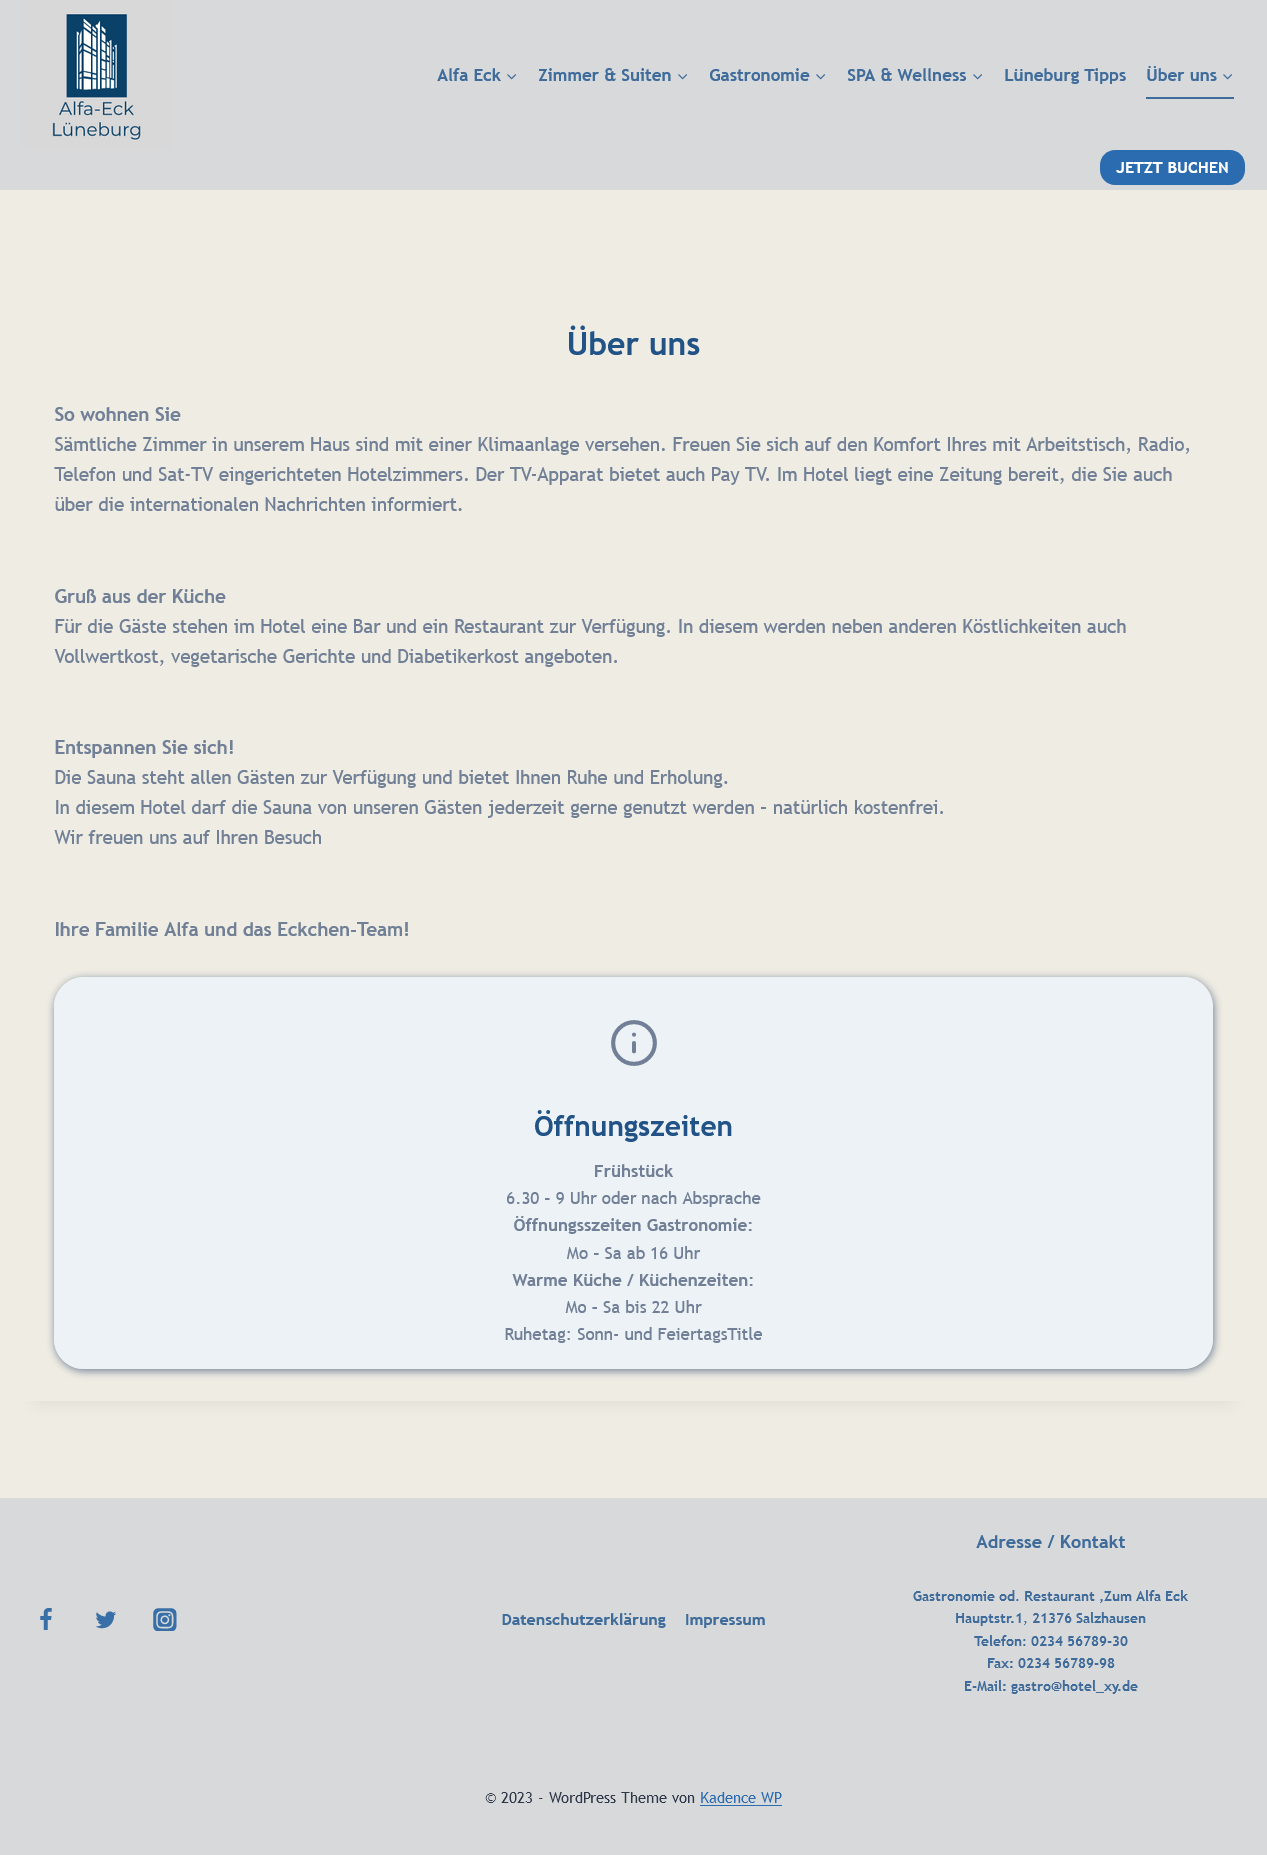 Alfa-Eck
Lüneburg
Alfa Eck
Zimmer & Suiten
Gastronomie
SPA & Wellness
Lüneburg Tipps
Über uns
JETZT BUCHEN
Über uns
So wohnen Sie
Sämtliche Zimmer in unserem Haus sind mit einer Klimaanlage versehen. Freuen Sie sich auf den Komfort Ihres mit Arbeitstisch, Radio,
Telefon und Sat-TV eingerichteten Hotelzimmers. Der TV-Apparat bietet auch Pay TV. Im Hotel liegt eine Zeitung bereit, die Sie auch
über die internationalen Nachrichten informiert.
Gruß aus der Küche
Für die Gäste stehen im Hotel eine Bar und ein Restaurant zur Verfügung. In diesem werden neben anderen Köstlichkeiten auch
Vollwertkost, vegetarische Gerichte und Diabetikerkost angeboten.
Entspannen Sie sich!
Die Sauna steht allen Gästen zur Verfügung und bietet Ihnen Ruhe und Erholung.
In diesem Hotel darf die Sauna von unseren Gästen jederzeit gerne genutzt werden – natürlich kostenfrei.
Wir freuen uns auf Ihren Besuch
Ihre Familie Alfa und das Eckchen-Team!
Öffnungszeiten
Frühstück
6.30 – 9 Uhr oder nach Absprache
Öffnungsszeiten Gastronomie:
Mo – Sa ab 16 Uhr
Warme Küche / Küchenzeiten:
Mo – Sa bis 22 Uhr
Ruhetag: Sonn- und FeiertagsTitle
Datenschutzerklärung
Impressum
Adresse / Kontakt
Gastronomie od. Restaurant ‚Zum Alfa Eck
Hauptstr.1, 21376 Salzhausen
Telefon: 0234 56789-30
Fax: 0234 56789-98
E-Mail: gastro@hotel_xy.de
© 2023 - WordPress Theme von Kadence WP